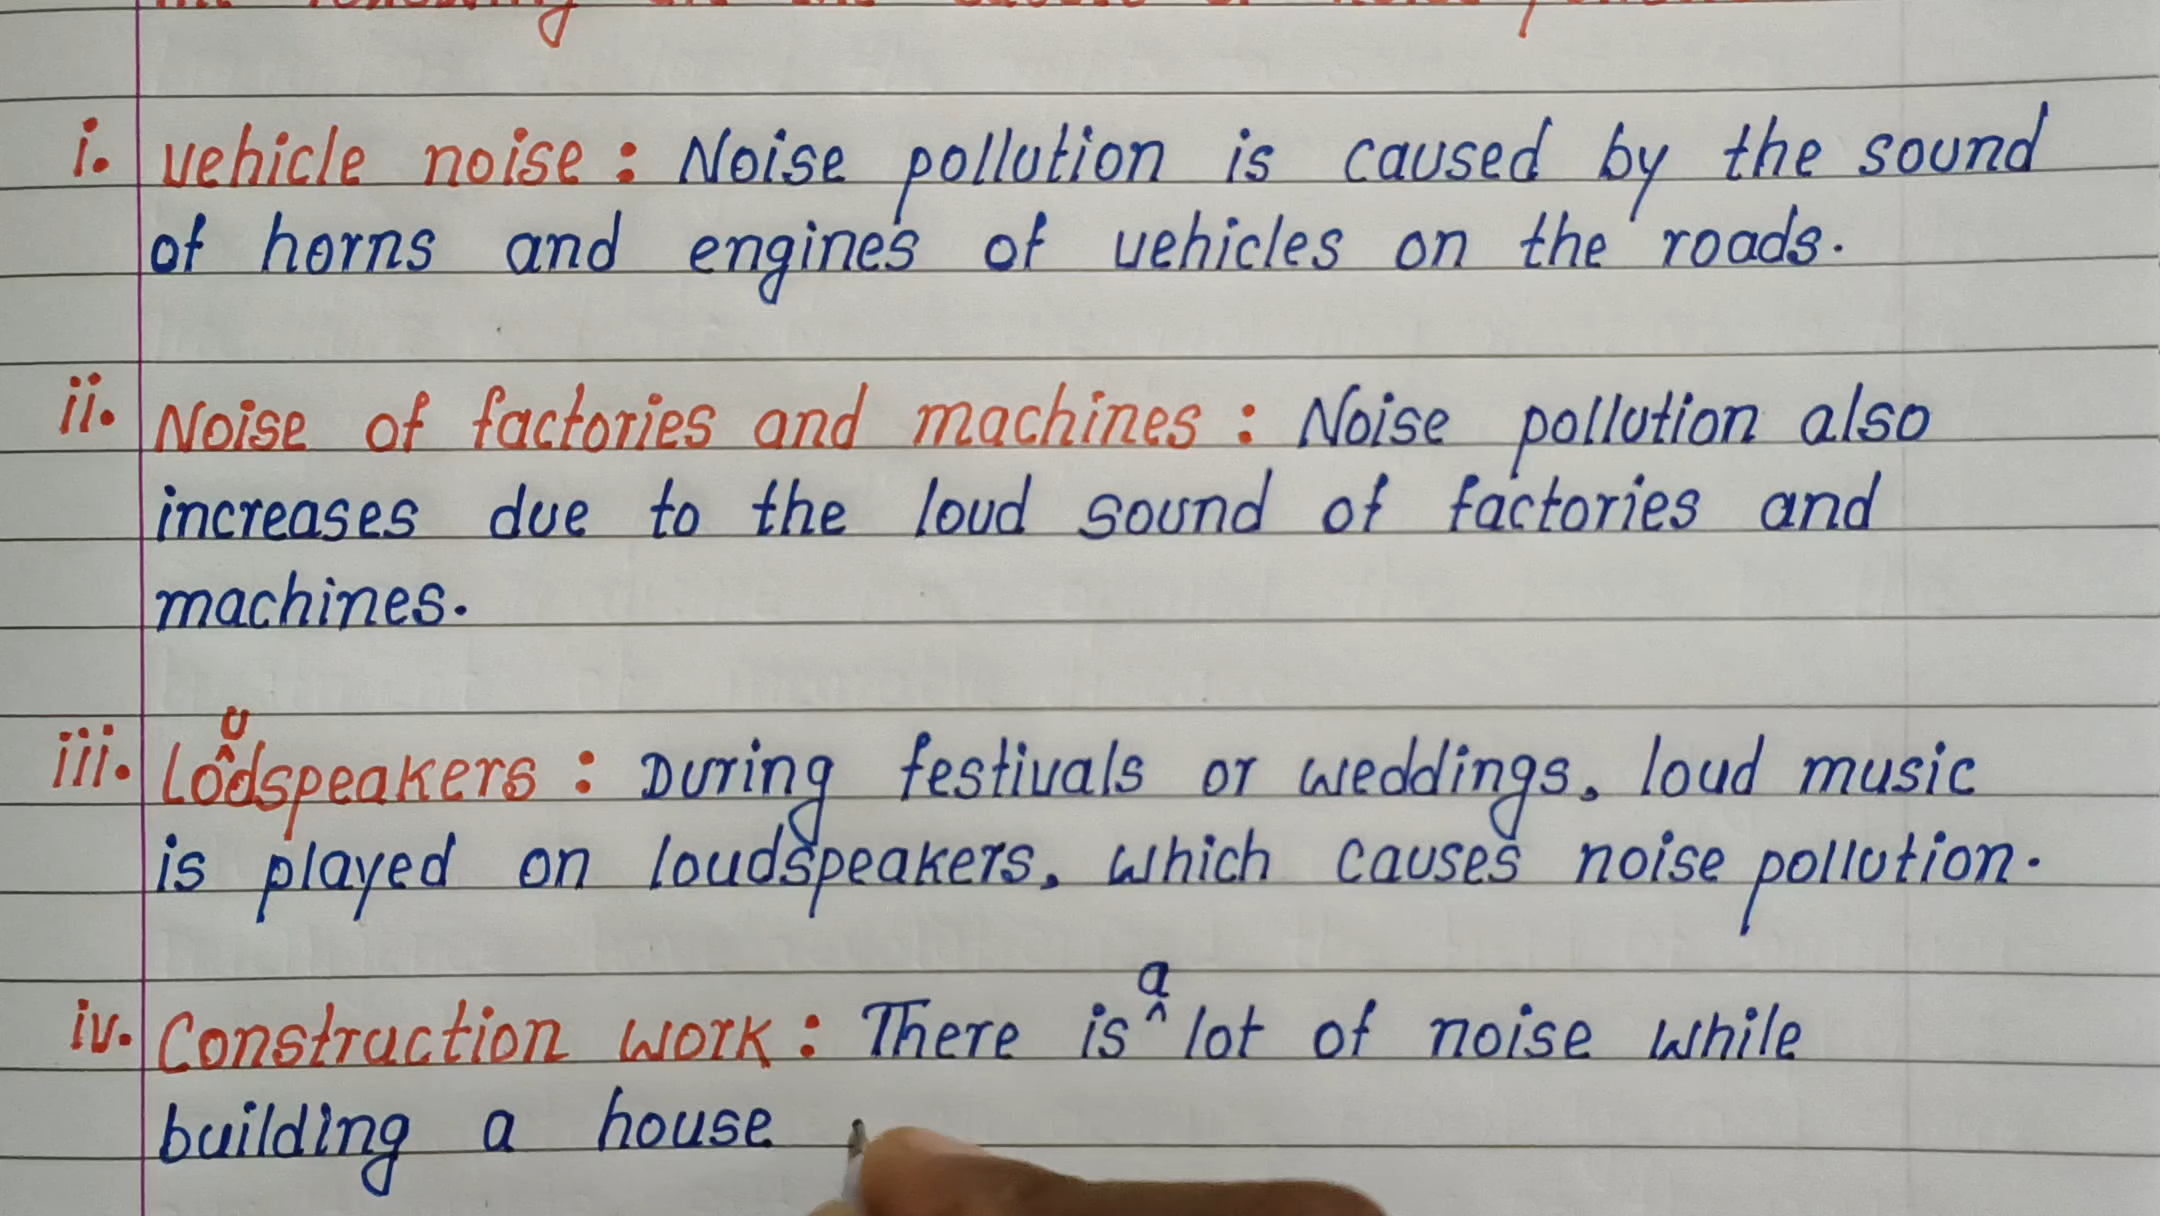 i. vehicle noise : Noise pollution is caused by the sound
of horns and engines of vehicles on the roads.
ii. Noise of factories and machines : Noise pollution also
increases due to the loud sound of factories and
machines.
iii. Loudspeakers : During festivals or weddings, loud music
is played on loudspeakers, which causes noise pollution.
iv. Construction work : There is a lot of noise while
building a house